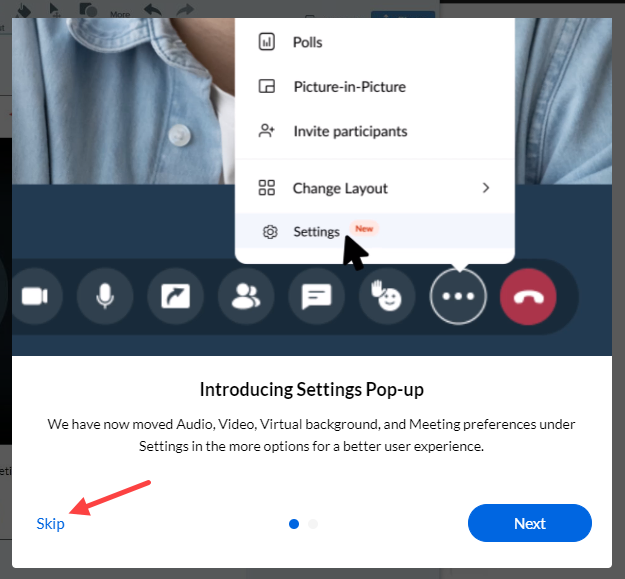 More
Polls
Picture-in-Picture
Invite participants
Change Layout
Settings New
Introducing Settings Pop-up
We have now moved Audio, Video, Virtual background, and Meeting preferences under
Settings in the more options for a better user experience.
Skip
Next